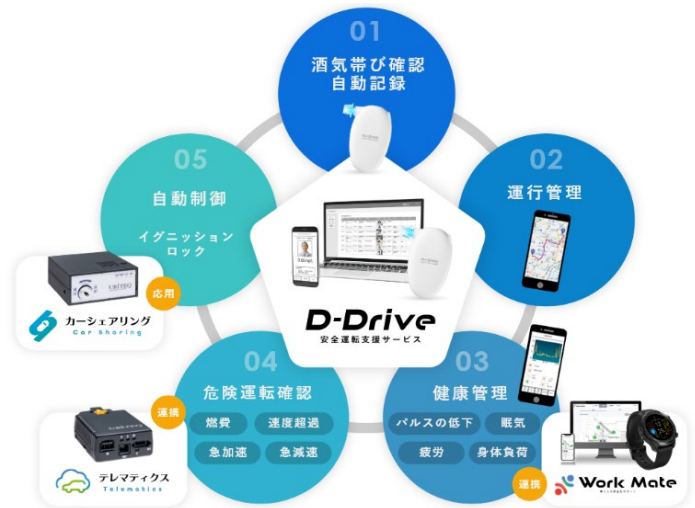 01
酒気帯び確認
自動記録
02
運行管理
05
自動制御
イグニッション
ロック
応用
カーシェアリング
Car Sharing
D-Drive
安全運転支援サービス
04
危険運転確認
燃費
速度超過
急加速
急減速
連携
テレマティクス
Telematics
03
健康管理
パルスの低下
眠気
疲労
身体負荷
連携
Work Mate